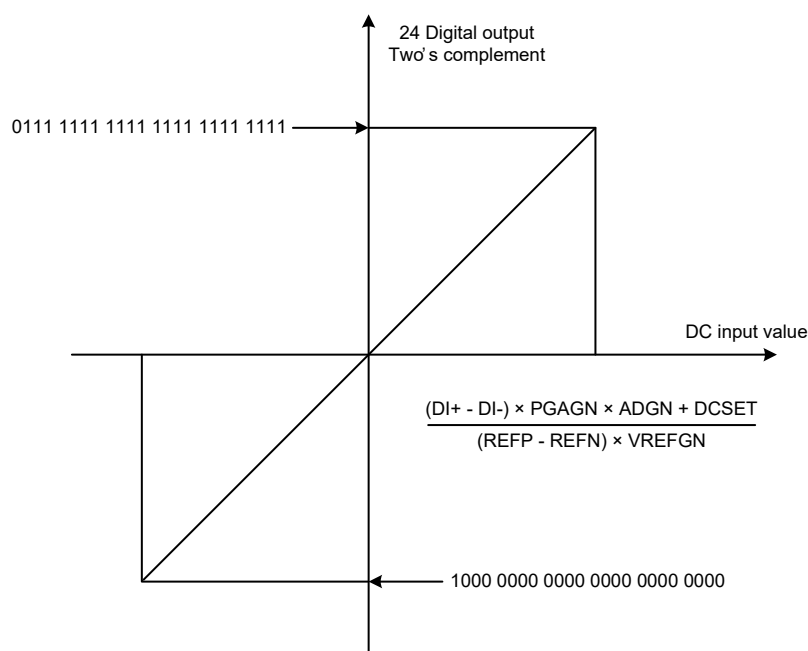 24 Digital output
Two's complement
0111 1111 1111 1111 1111 1111
DC input value
(DI+ - DI-) × PGAGN × ADGN + DCSET
(REFP - REFN) × VREFGN
1000 0000 0000 0000 0000 0000